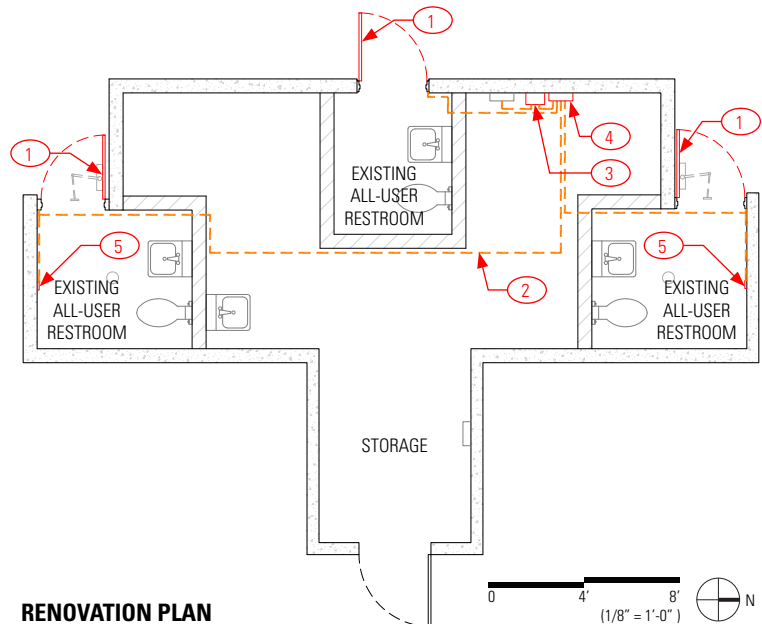 1
1
1
4
3
EXISTING
ALL-USER
RESTROOM
5
5
2
EXISTING
ALL-USER
RESTROOM
EXISTING
ALL-USER
RESTROOM
STORAGE
RENOVATION PLAN
0 4' 8'
(1/8" = 1'-0" )
N